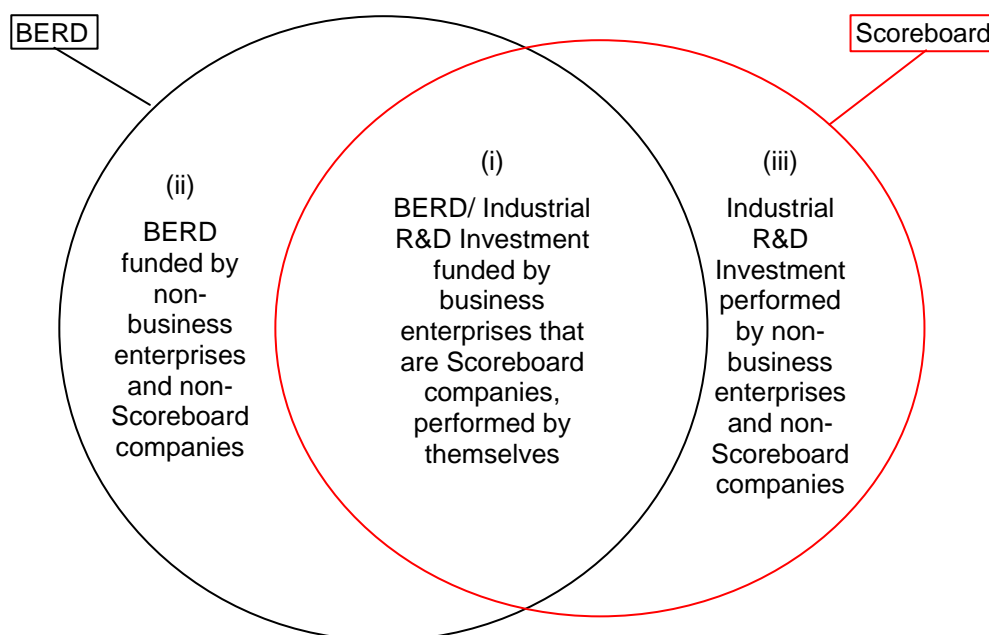 BERD
Scoreboard
(ii)
BERD
funded by
non-
business
enterprises
and non-
Scoreboard
companies
(i)
BERD/ Industrial
R&D Investment
funded by
business
enterprises that
are Scoreboard
companies,
performed by
themselves
(iii)
Industrial
R&D
Investment
performed
by non-
business
enterprises
and non-
Scoreboard
companies